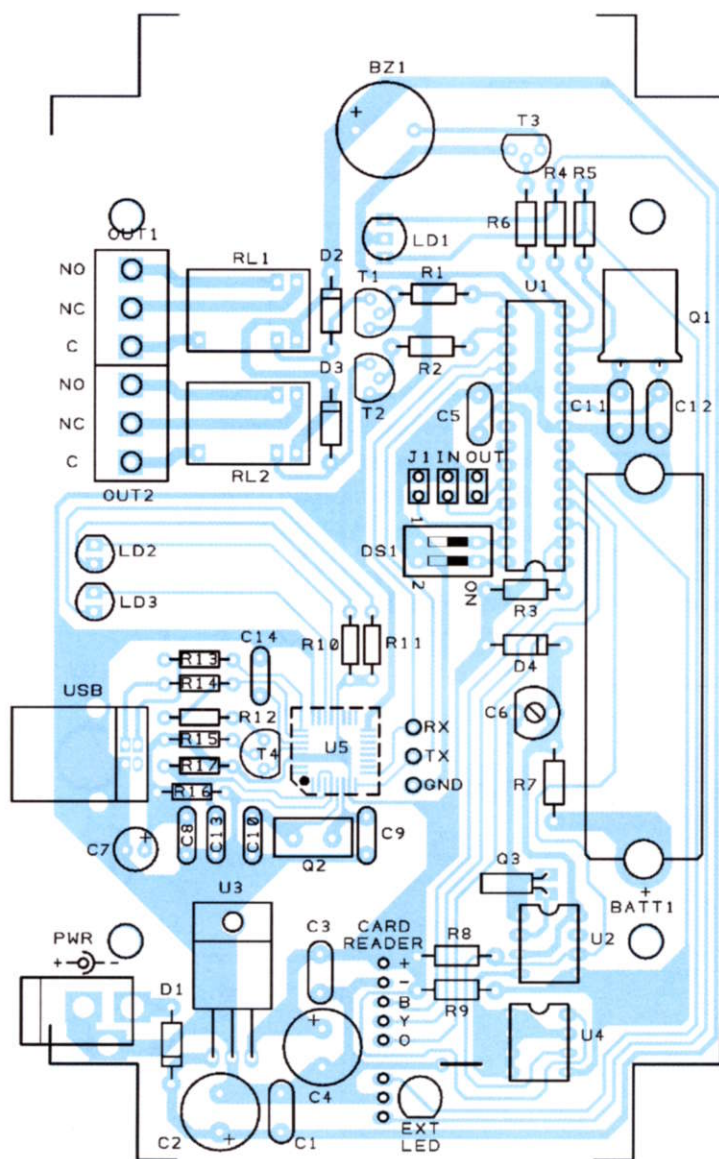 BZ1
T3
R4 R5
R6
OUT1
LD1
NO
RL1
D2
T1
R1
U1
NC
Q1
C
R2
NO
D3
T2
C5
C11
C12
NC
J1 IN OUT
C
RL2
OUT2
1
DS1
2
ON
LD2
LD3
R3
R10
R11
C14
D4
R13
R14
USB
R12
C6
U5
RX
R15
T4
TX
R17
R7
GND
R16
C8
C13
C10
C9
C7
Q2
Q3
U3
+
BATT1
PWR
+ -
C3
CARD
READER
R8
U2
+
-
D1
R9
B
Y
O
U4
+
C4
C2
+
C1
EXT
LED